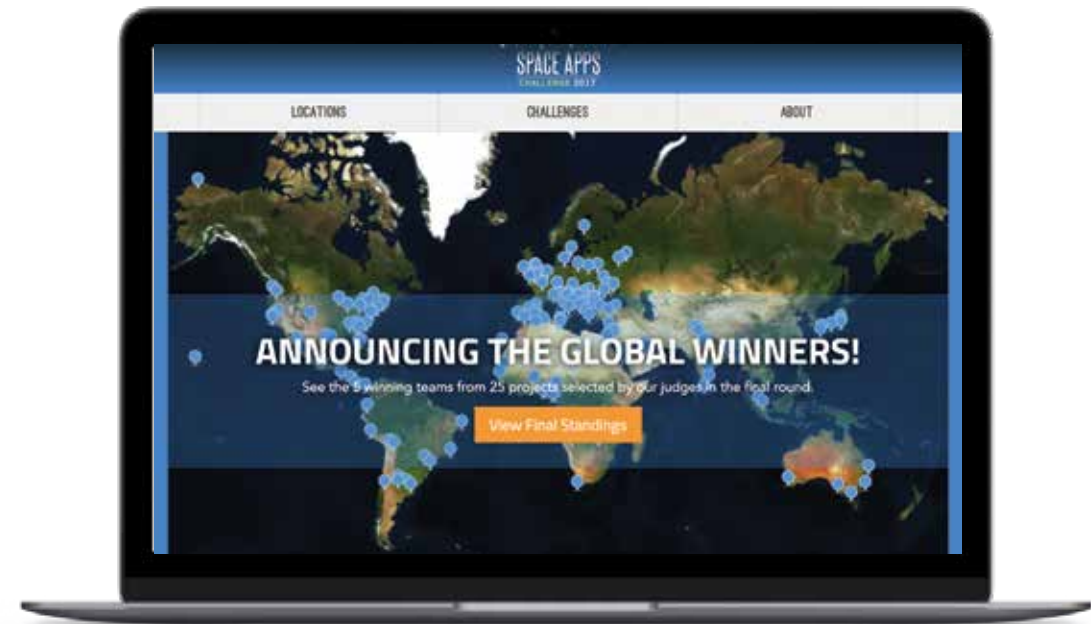 SPACE APPS
CHALLENGE 2017
LOCATIONS CHALLENGES ABOUT
ANNOUNCING THE GLOBAL WINNERS!
See the 5 winning teams from 25 projects selected by our judges in the final round.
View Final Standings